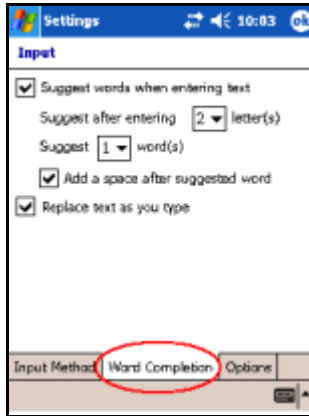 Settings 10:03 ok
Input
Suggest words when entering text
Suggest after entering 2 letter(s)
Suggest 1 word(s)
Add a space after suggested word
Replace text as you type
Input Method Word Completion Options